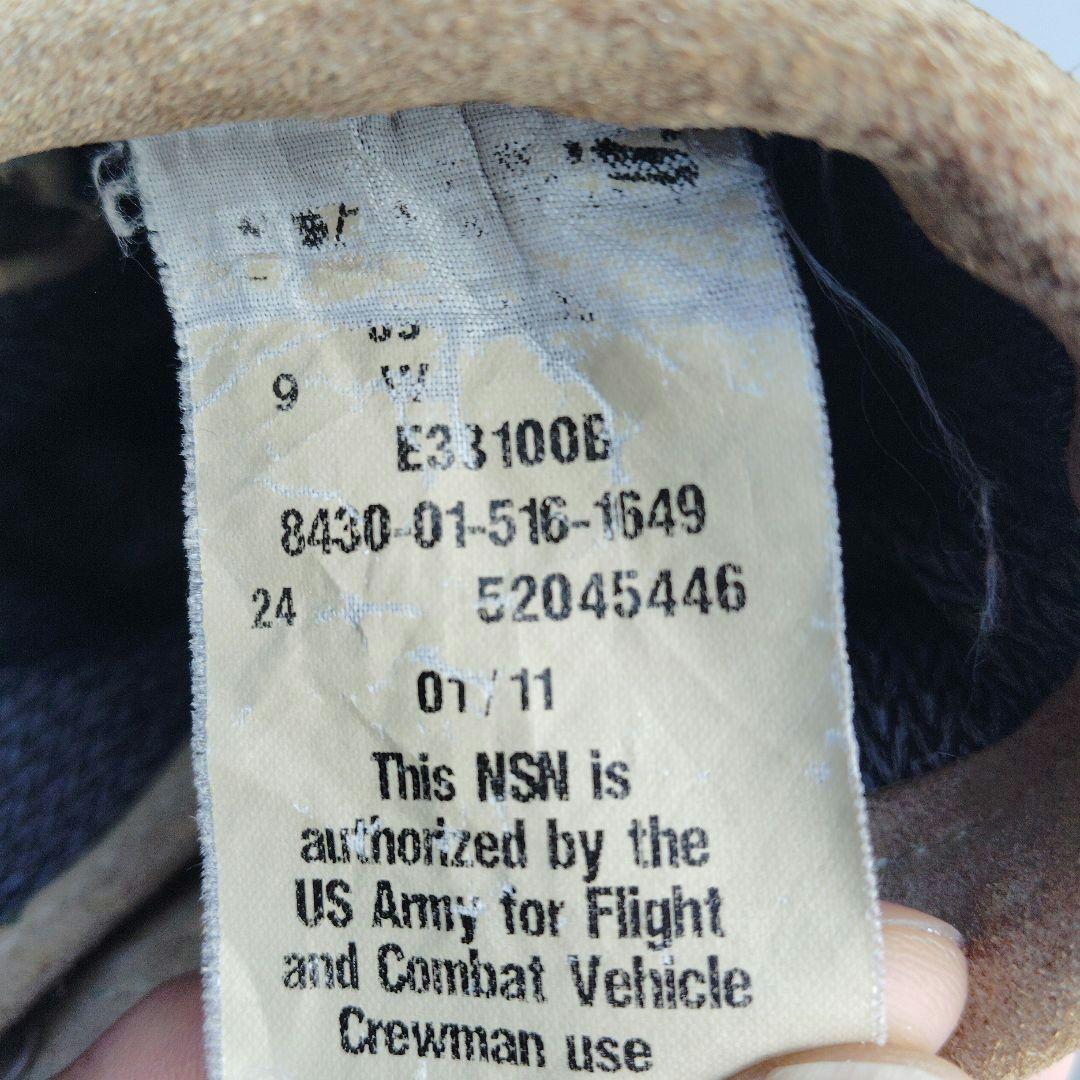 9 W
E33100B
8430-01-516-1649
24 52045446
01/11
This NSN is
authorized by the
US Army for Flight
and Combat Vehicle
Crewman use